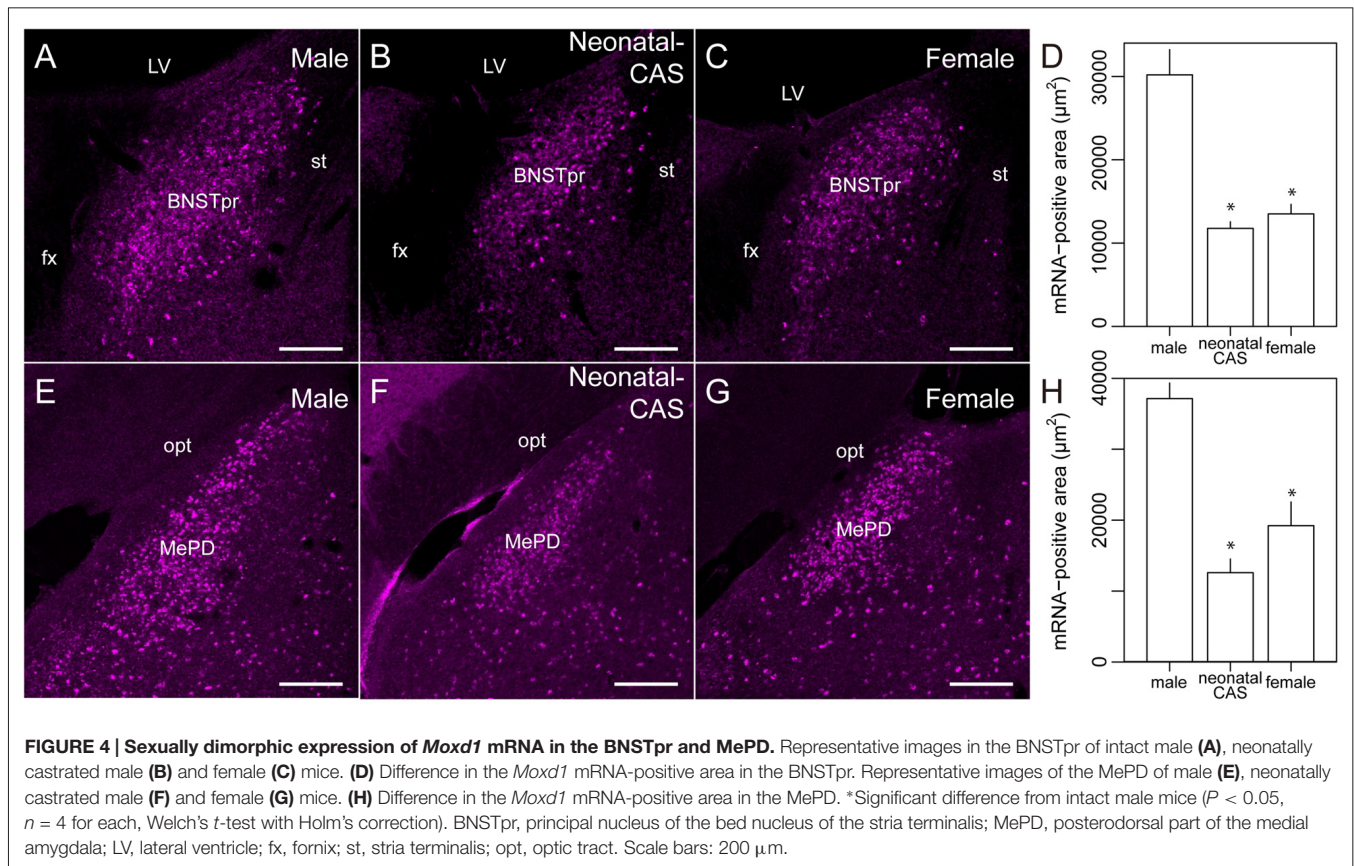 A
LV
Male
BNSTpr
st
fx
B
LV
Neonatal-
CAS
BNSTpr
st
fx
C
LV
Female
BNSTpr
st
fx
D
mRNA−positive area (µm²)
30000
20000
10000
0
*
*
male
neonatal
CAS
female
E
Male
opt
MePD
F
Neonatal-
CAS
opt
MePD
G
Female
opt
MePD
H
mRNA−positive area (µm²)
40000
20000
0
*
*
male
neonatal
CAS
female
FIGURE 4 | Sexually dimorphic expression of Moxd1 mRNA in the BNSTpr and MePD. Representative images in the BNSTpr of intact male (A), neonatally
castrated male (B) and female (C) mice. (D) Difference in the Moxd1 mRNA-positive area in the BNSTpr. Representative images of the MePD of male (E), neonatally
castrated male (F) and female (G) mice. (H) Difference in the Moxd1 mRNA-positive area in the MePD. *Significant difference from intact male mice (P < 0.05,
n = 4 for each, Welch's t-test with Holm's correction). BNSTpr, principal nucleus of the bed nucleus of the stria terminalis; MePD, posterodorsal part of the medial
amygdala; LV, lateral ventricle; fx, fornix; st, stria terminalis; opt, optic tract. Scale bars: 200 µm.